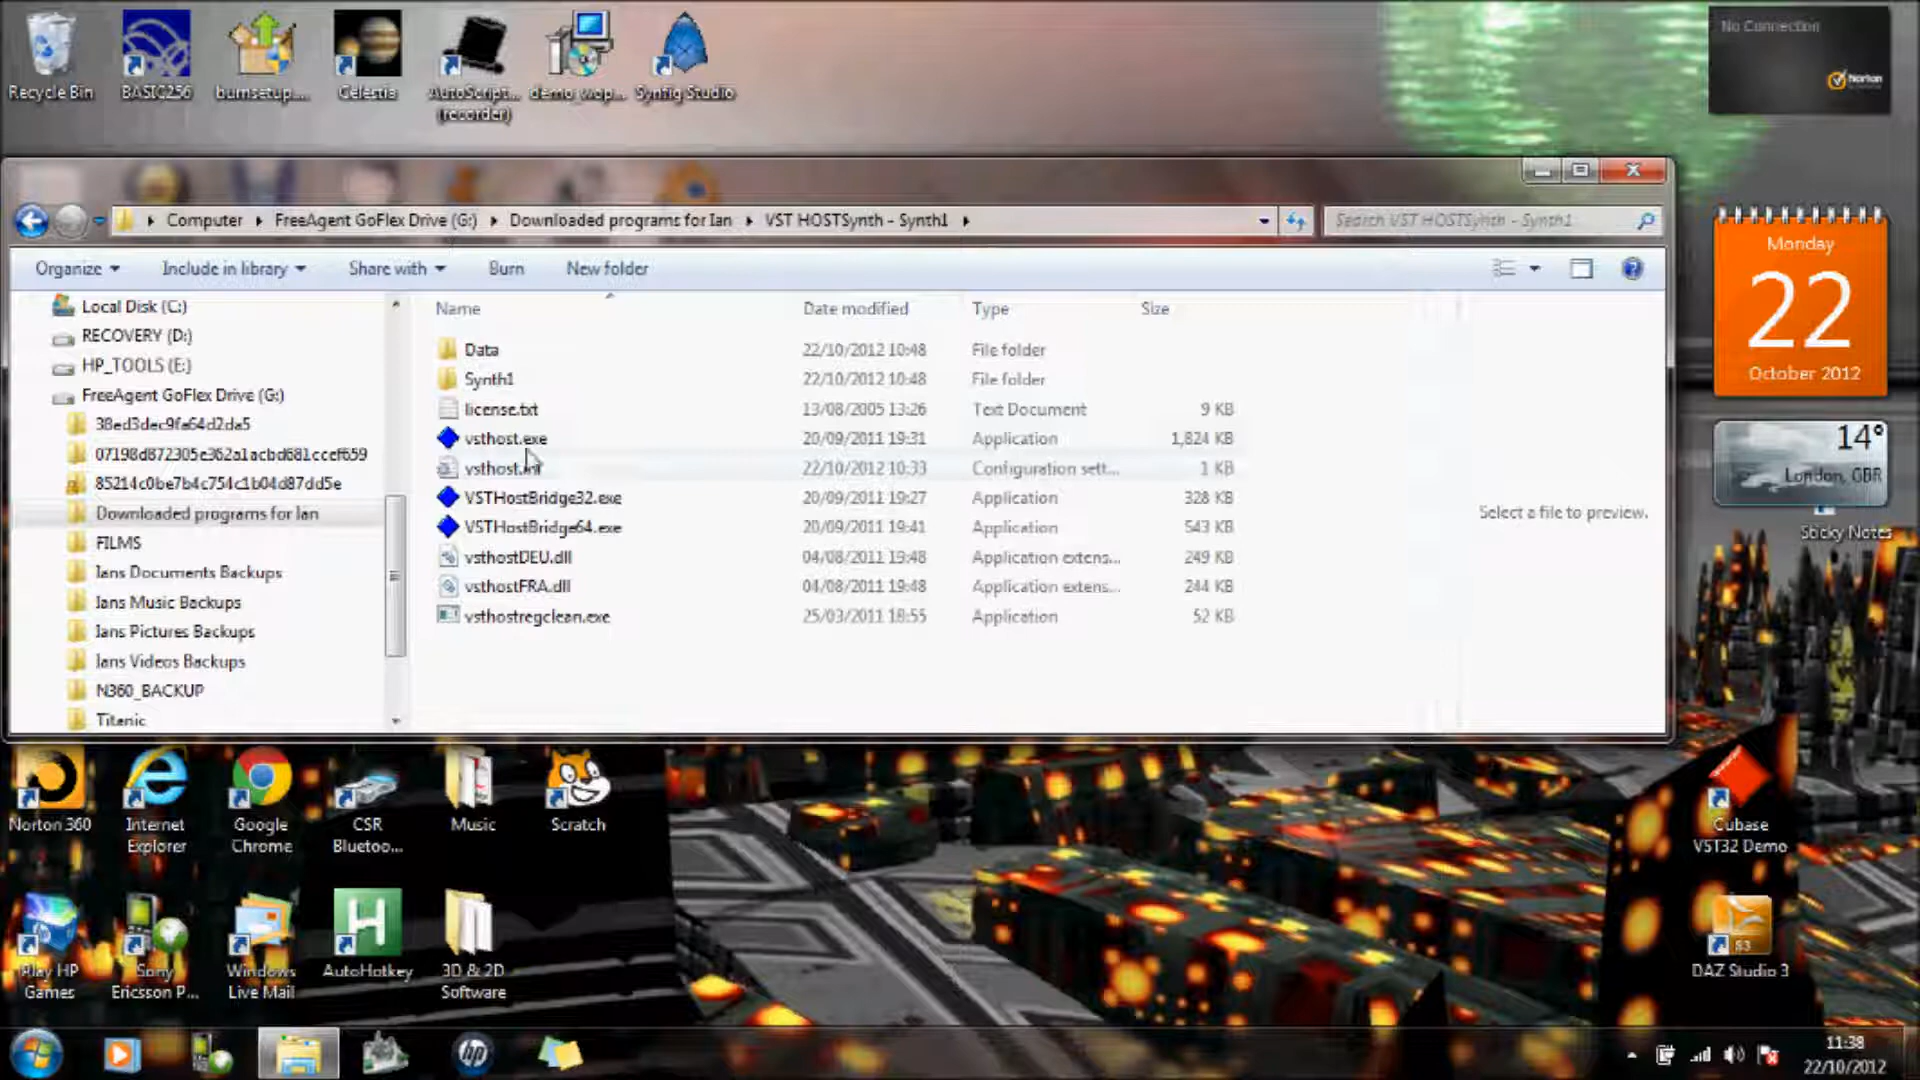 Recycle Bin
BASIC256
burnsetup....
Celestia
AutoScript...
(recorder)
demo_wop...
Synfig Studio
No Connection
Norton
Computer
FreeAgent GoFlex Drive (G:)
Downloaded programs for Ian
VST HOSTSynth - Synth1
Search VST HOSTSynth - Synth1
Organize
Include in library
Share with
Burn
New folder
Local Disk (C:)
RECOVERY (D:)
HP_TOOLS (E:)
FreeAgent GoFlex Drive (G:)
38ed3dec9fa64d2da5
07198d872305e362a1acbd681ccef659
85214c0be7b4c754c1b04d87dd5e
Downloaded programs for Ian
FILMS
Ians Documents Backups
Ians Music Backups
Ians Pictures Backups
Ians Videos Backups
N360_BACKUP
Titanic
Name Date modified Type Size
Data 22/10/2012 10:48 File folder
Synth1 22/10/2012 10:48 File folder
license.txt 13/08/2005 13:26 Text Document 9 KB
vsthost.exe 20/09/2011 19:31 Application 1,824 KB
vsthost.ini 22/10/2012 10:33 Configuration sett... 1 KB
VSTHostBridge32.exe 20/09/2011 19:27 Application 328 KB
VSTHostBridge64.exe 20/09/2011 19:41 Application 543 KB
vsthostDEU.dll 04/08/2011 19:48 Application extens... 249 KB
vsthostFRA.dll 04/08/2011 19:48 Application extens... 244 KB
vsthostregclean.exe 25/03/2011 18:55 Application 52 KB
Select a file to preview.
Monday
22
October 2012
14°
London, GBR
Sticky Notes
Norton 360
Internet
Explorer
Google
Chrome
CSR
Bluetoo...
Music
Scratch
Cubase
VST32 Demo
Play HP
Games
Sony
Ericsson P...
Windows
Live Mail
AutoHotkey
3D & 2D
Software
DAZ Studio 3
11:38
22/10/2012